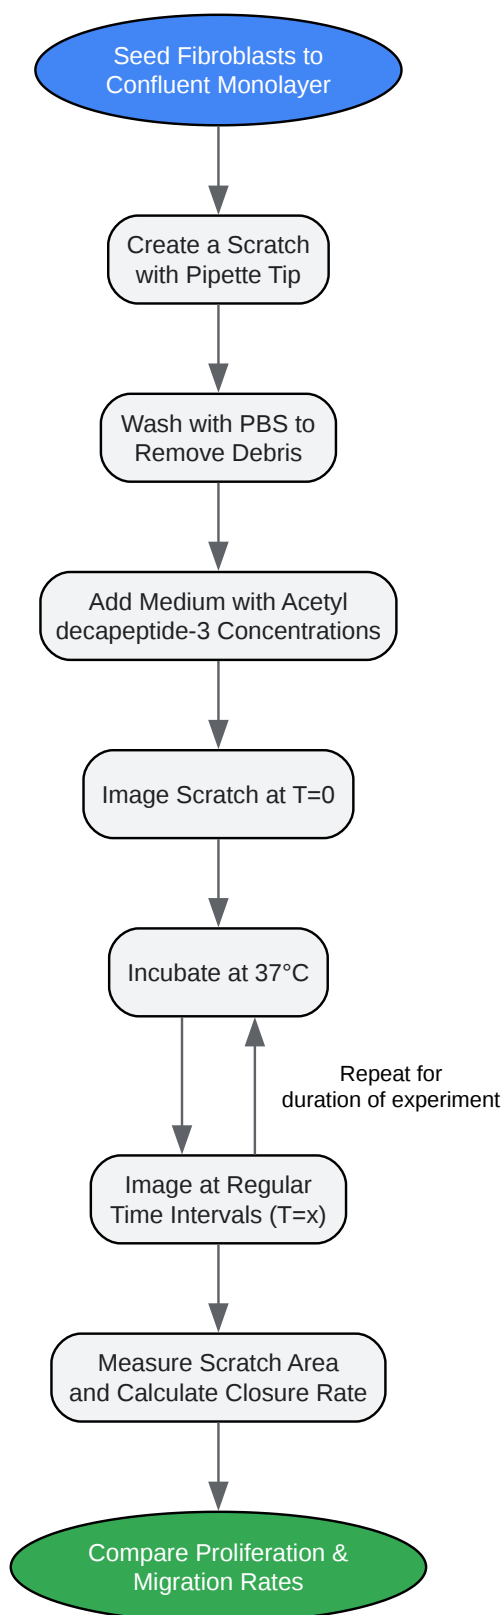 Seed Fibroblasts to
Confluent Monolayer
Create a Scratch
with Pipette Tip
Wash with PBS to
Remove Debris
Add Medium with Acetyl
decapeptide-3 Concentrations
Image Scratch at T=0
Incubate at 37°C
Repeat for
duration of experiment
Image at Regular
Time Intervals (T=x)
Measure Scratch Area
and Calculate Closure Rate
Compare Proliferation &
Migration Rates